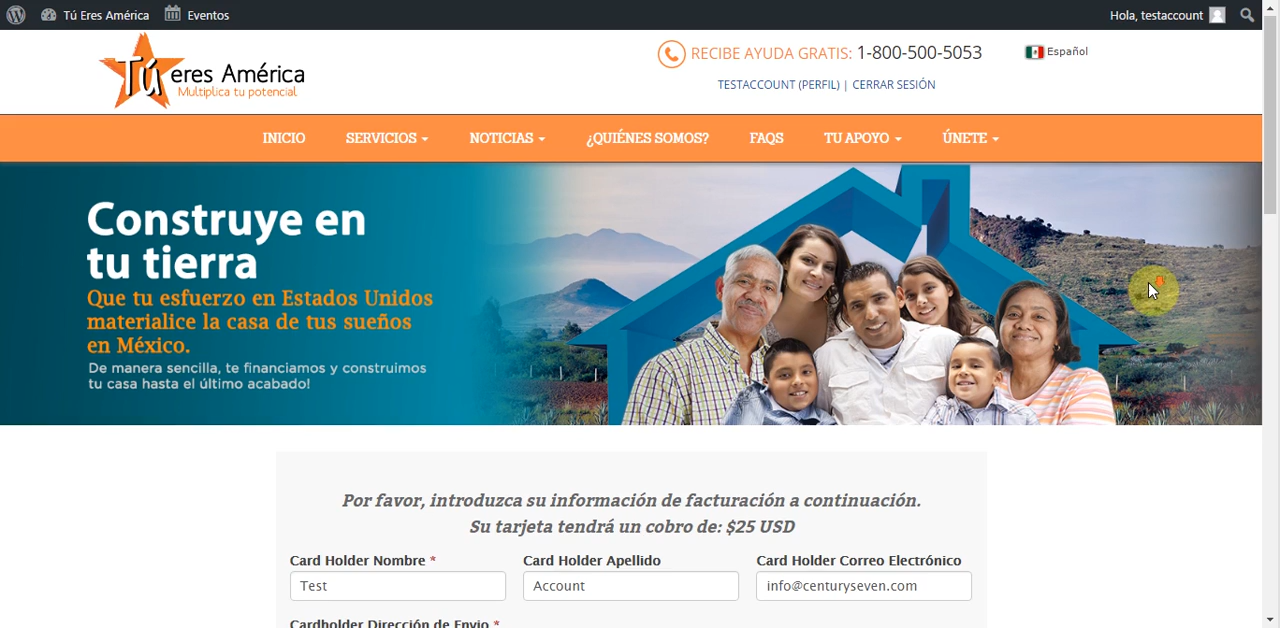 Tú Eres América Eventos Hola, testaccount
Tú eres América
Multiplica tu potencial
RECIBE AYUDA GRATIS: 1-800-500-5053
Español
TESTACCOUNT (PERFIL) | CERRAR SESIÓN
INICIO SERVICIOS NOTICIAS ¿QUIÉNES SOMOS? FAQS TU APOYO ÚNETE
Construye en
tu tierra
Que tu esfuerzo en Estados Unidos
materialice la casa de tus sueños
en México.
De manera sencilla, te financiamos y construimos
tu casa hasta el último acabado!
Por favor, introduzca su información de facturación a continuación.
Su tarjeta tendrá un cobro de: $25 USD
Card Holder Nombre * Card Holder Apellido Card Holder Correo Electrónico
Test Account info@centuryseven.com
Cardholder Dirección de Envio *